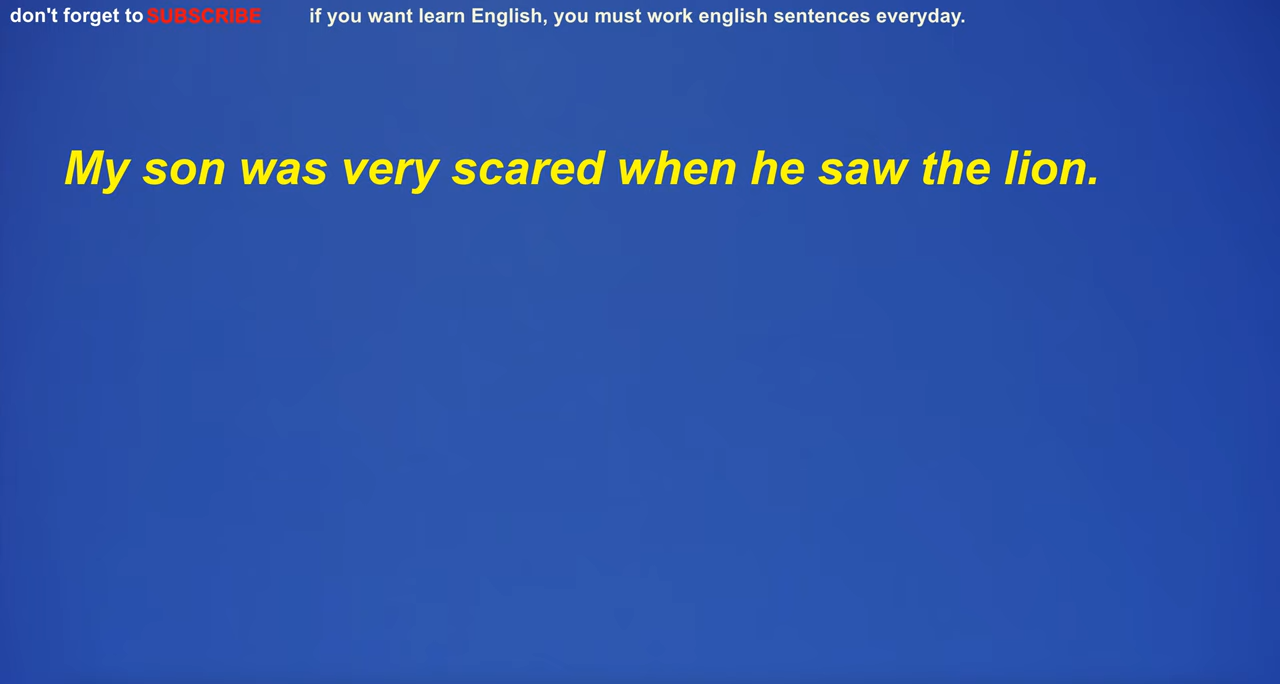 don't forget to SUBSCRIBE if you want learn English, you must work english sentences everyday.
My son was very scared when he saw the lion.